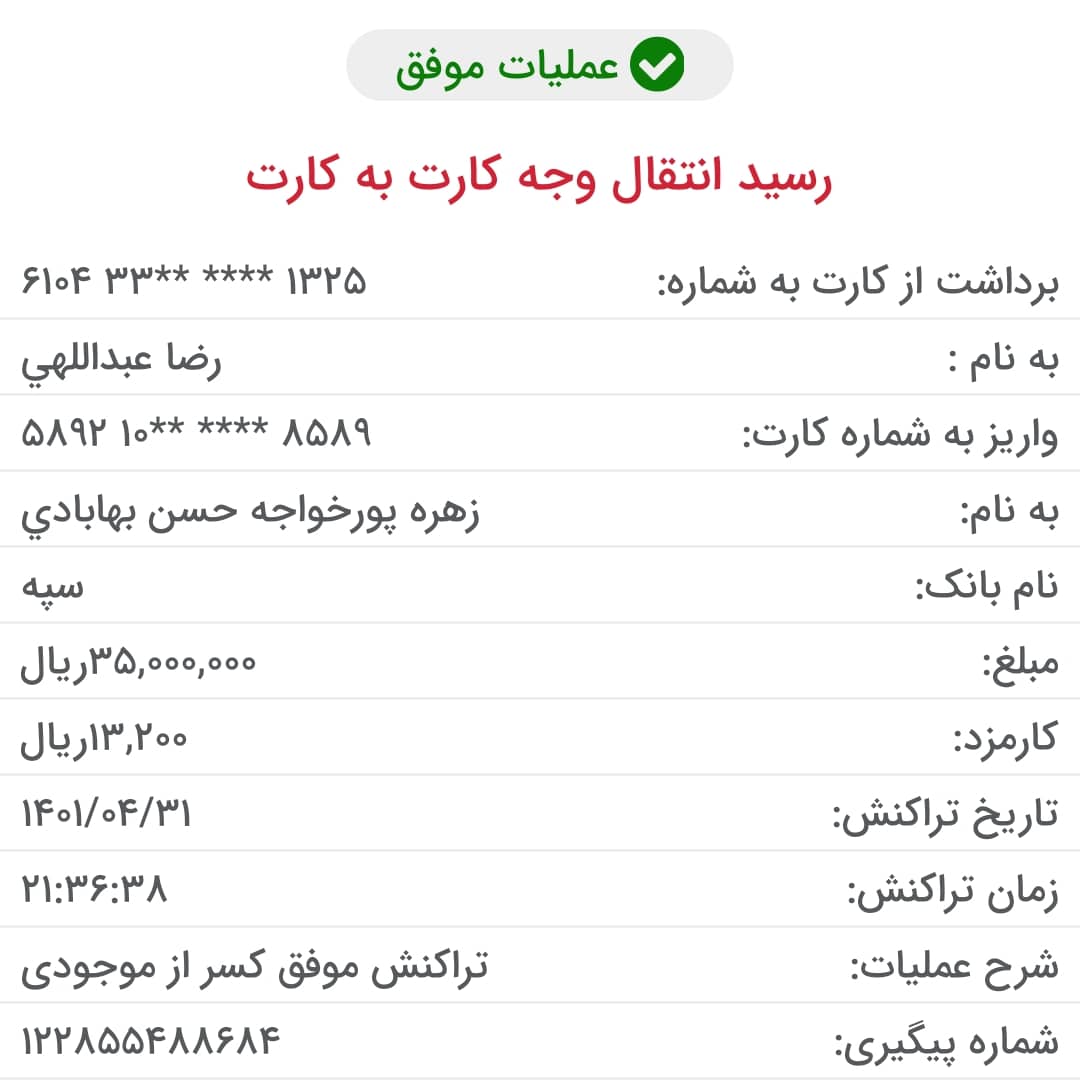 عملیات موفق
رسید انتقال وجه کارت به کارت
برداشت از کارت به شماره: ۶۱۰۴ ۳۳** **** ۱۳۲۵
به نام : رضا عبداللهي
واریز به شماره کارت: ۵۸۹۲ ۱۰** **** ۸۵۸۹
به نام: زهره پورخواجه حسن بهابادي
نام بانک: سپه
مبلغ: ۳۵,۰۰۰,۰۰۰ریال
کارمزد: ۱۳,۲۰۰ریال
تاریخ تراکنش: ۱۴۰۱/۰۴/۳۱
زمان تراکنش: ۲۱:۳۶:۳۸
شرح عملیات: تراکنش موفق کسر از موجودی
شماره پیگیری: ۱۲۲۸۵۵۴۸۸۶۸۴